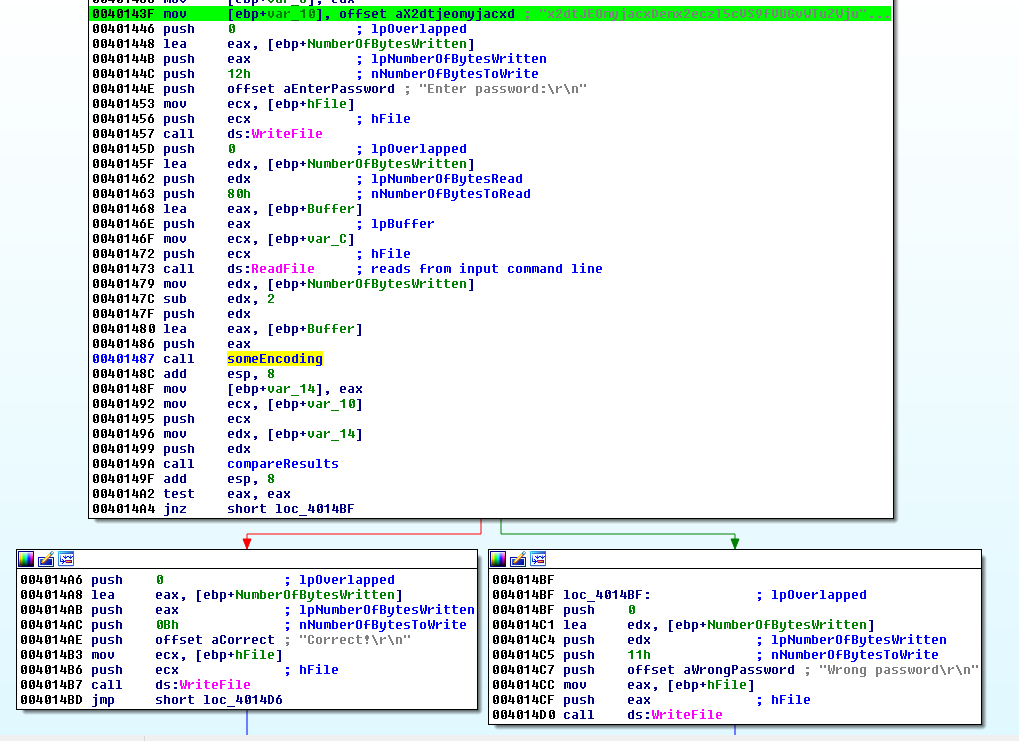 0040143F mov [ebp+var_10], offset aX2dtjeomyjacxd ;
00401446 push 0 ; lpOverlapped
00401448 lea eax, [ebp+NumberOfBytesWritten]
0040144B push eax ; lpNumberOfBytesWritten
0040144C push 12h ; nNumberOfBytesToWrite
0040144E push offset aEnterPassword ; "Enter password:\r\n"
00401453 mov ecx, [ebp+hFile]
00401456 push ecx ; hFile
00401457 call ds:WriteFile
0040145D push 0 ; lpOverlapped
0040145F lea edx, [ebp+NumberOfBytesWritten]
00401462 push edx ; lpNumberOfBytesRead
00401463 push 80h ; nNumberOfBytesToRead
00401468 lea eax, [ebp+Buffer]
0040146E push eax ; lpBuffer
0040146F mov ecx, [ebp+var_C]
00401472 push ecx ; hFile
00401473 call ds:ReadFile ; reads from input command line
00401479 mov edx, [ebp+NumberOfBytesWritten]
0040147C sub edx, 2
0040147F push edx
00401480 lea eax, [ebp+Buffer]
00401486 push eax
00401487 call someEncoding
0040148C add esp, 8
0040148F mov [ebp+var_14], eax
00401492 mov ecx, [ebp+var_10]
00401495 push ecx
00401496 mov edx, [ebp+var_14]
00401499 push edx
0040149A call compareResults
0040149F add esp, 8
004014A2 test eax, eax
004014A4 jnz short loc_4014BF
004014A6 push 0 ; lpOverlapped
004014A8 lea eax, [ebp+NumberOfBytesWritten]
004014AB push eax ; lpNumberOfBytesWritten
004014AC push 0Bh ; nNumberOfBytesToWrite
004014AE push offset aCorrect ; "Correct!\r\n"
004014B3 mov ecx, [ebp+hFile]
004014B6 push ecx ; hFile
004014B7 call ds:WriteFile
004014BD jmp short loc_4014D6
004014BF
004014BF loc_4014BF: ; lpOverlapped
004014BF push 0
004014C1 lea edx, [ebp+NumberOfBytesWritten]
004014C4 push edx ; lpNumberOfBytesWritten
004014C5 push 11h ; nNumberOfBytesToWrite
004014C7 push offset aWrongPassword ; "Wrong password\r\n"
004014CC mov eax, [ebp+hFile]
004014CF push eax ; hFile
004014D0 call ds:WriteFile